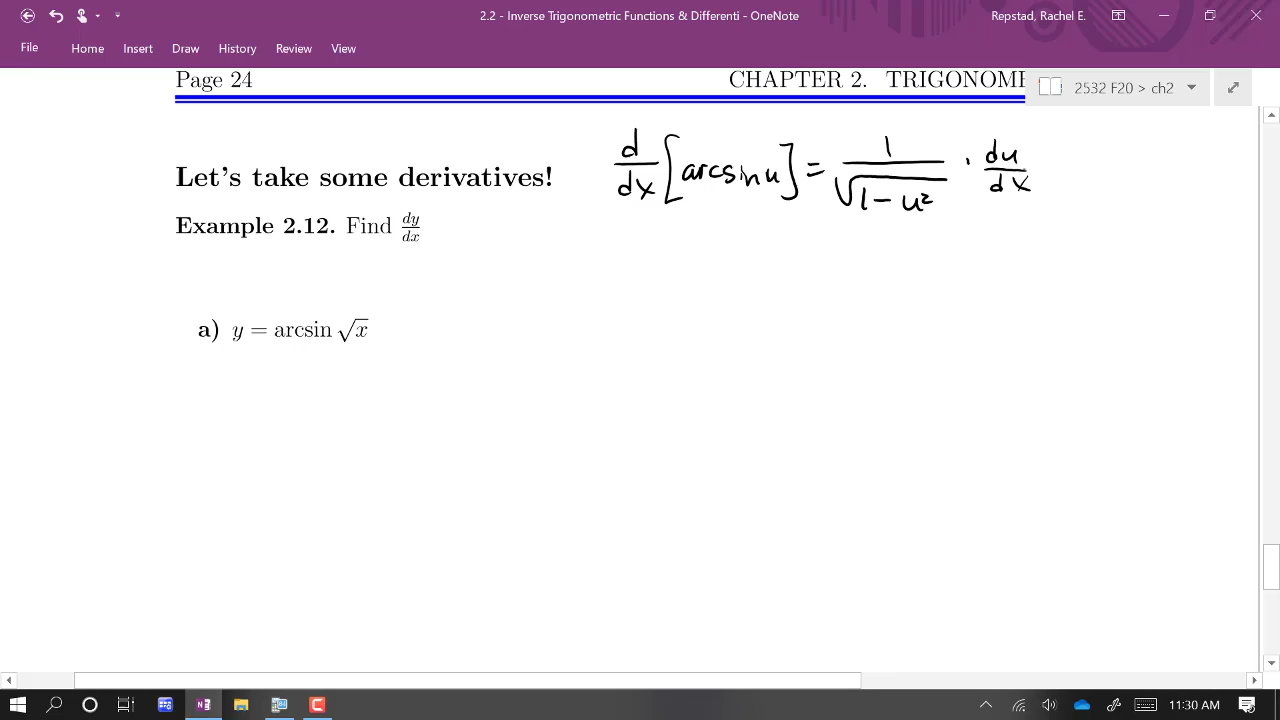 2.2 - Inverse Trigonometric Functions & Differenti - OneNote
Repstad, Rachel E.
File Home Insert Draw History Review View
Page 24 CHAPTER 2. TRIGONOME
2532 F20 > ch2
d/dx [arcsin u] = 1/√(1 - u²) · du/dx
Let's take some derivatives!
Example 2.12. Find dy/dx
a) y = arcsin √x
11:30 AM